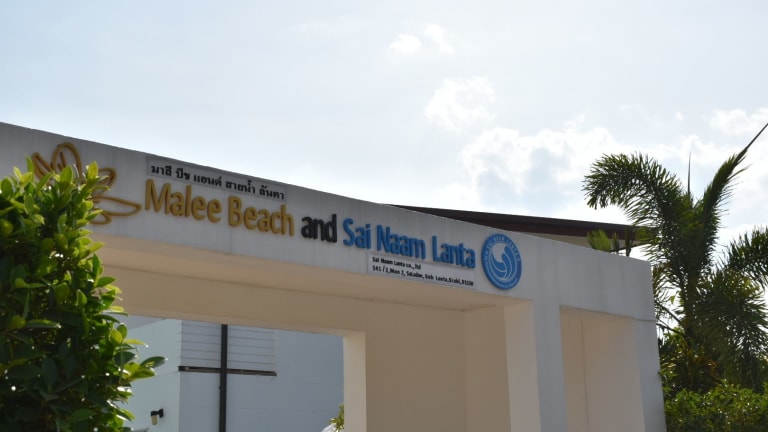 มาลี บีช แอนด์ สายน้ำ ลันตา
Malee Beach and Sai Naam Lanta
Sai Naam Lanta co., ltd